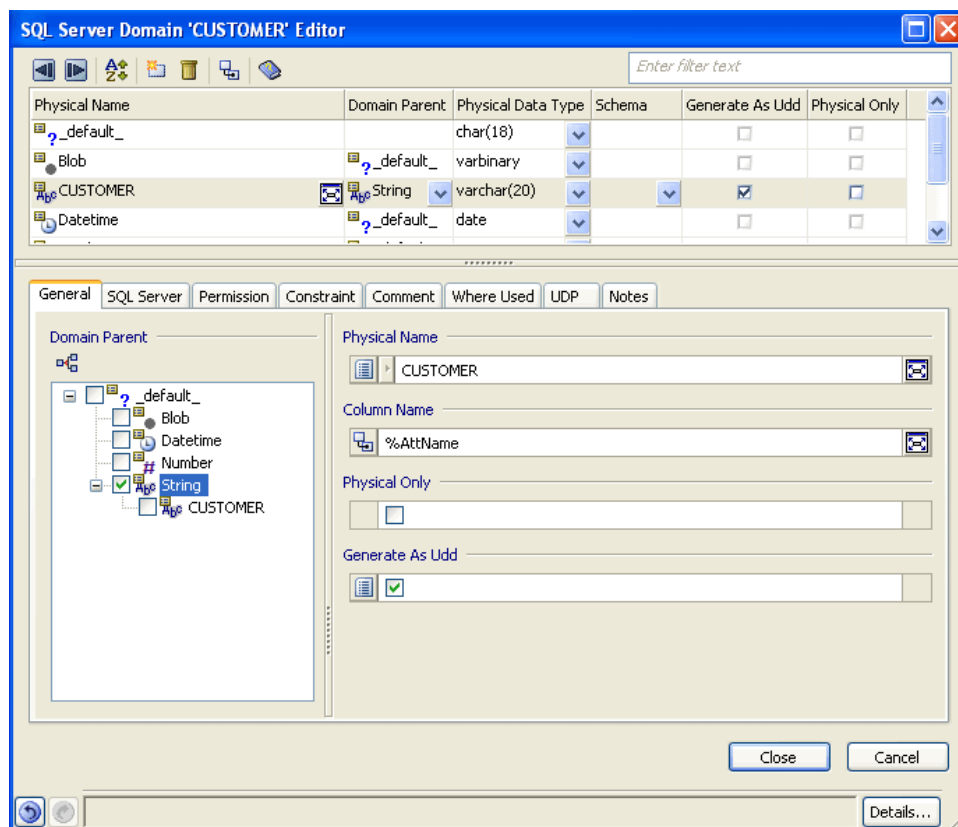 SQL Server Domain 'CUSTOMER' Editor
Enter filter text
Physical Name Domain Parent Physical Data Type Schema Generate As Udd Physical Only
_default_ char(18)
Blob _default_ varbinary
CUSTOMER String varchar(20)
Datetime _default_ date
General SQL Server Permission Constraint Comment Where Used UDP Notes
Domain Parent
_default_
Blob
Datetime
Number
String
CUSTOMER
Physical Name
CUSTOMER
Column Name
%AttName
Physical Only
Generate As Udd
Close Cancel
Details...